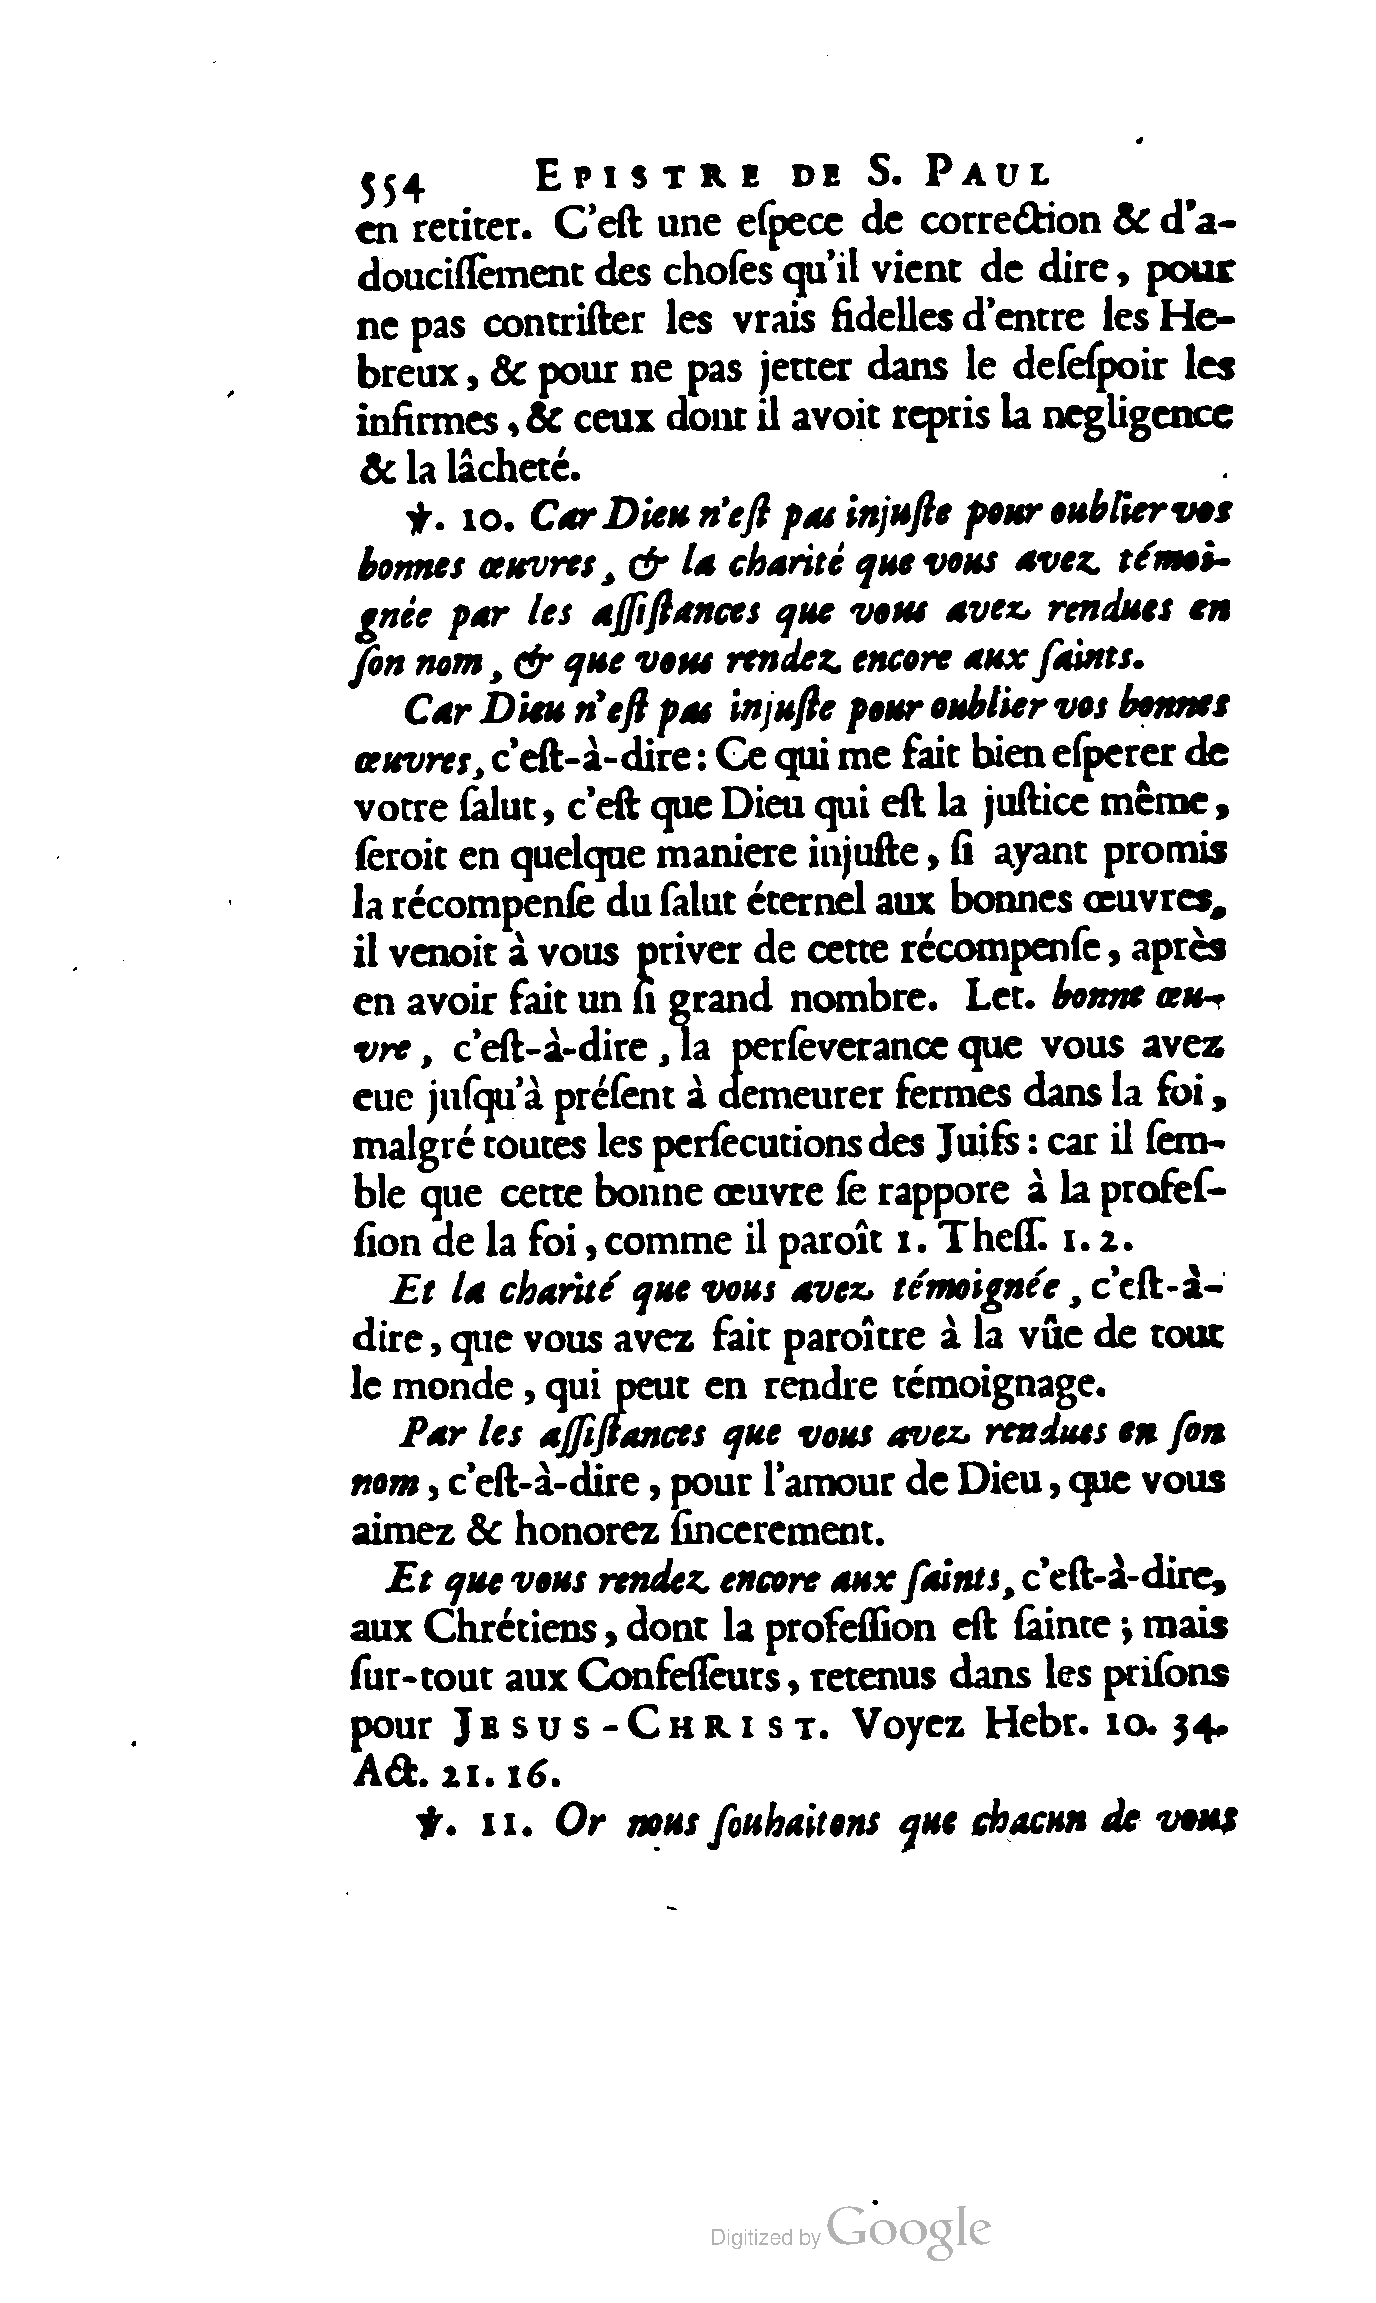 554 EPISTRE DE S. PAUL
en retirer. C'eſt une eſpece de correction & d'a-
douciſſement des choſes qu'il vient de dire, pour
ne pas contriſter les vrais fidelles d'entre les He-
breux, & pour ne pas jetter dans le deſeſpoir les
infirmes, & ceux dont il avoit repris la negligence
& la lâcheté.
℣. 10. Car Dieu n'eſt pas injuſte pour oublier vos
bonnes œuvres, & la charité que vous avez témoi-
gnée par les aſſiſtances que vous avez rendues en
ſon nom, & que vous rendez encore aux ſaints.
Car Dieu n'eſt pas injuſte pour oublier vos bonnes
œuvres, c'eſt-à-dire: Ce qui me fait bien eſperer de
votre ſalut, c'eſt que Dieu qui eſt la juſtice même,
ſeroit en quelque maniere injuſte, ſi ayant promis
la récompenſe du ſalut éternel aux bonnes œuvres,
il venoit à vous priver de cette récompenſe, après
en avoir fait un ſi grand nombre. Let. bonne œu-
vre, c'eſt-à-dire, la perſeverance que vous avez
eue juſqu'à préſent à demeurer fermes dans la foi,
malgré toutes les perſecutions des Juifs: car il ſem-
ble que cette bonne œuvre ſe rappore à la profeſ-
ſion de la foi, comme il paroît 1. Theſſ. 1. 2.
Et la charité que vous avez témoignée, c'eſt-à-
dire, que vous avez fait paroître à la vûe de tout
le monde, qui peut en rendre témoignage.
Par les aſſiſtances que vous avez rendues en ſon
nom, c'eſt-à-dire, pour l'amour de Dieu, que vous
aimez & honorez ſincerement.
Et que vous rendez encore aux ſaints, c'eſt-à-dire,
aux Chrétiens, dont la profeſſion eſt ſainte; mais
ſur-tout aux Confeſſeurs, retenus dans les priſons
pour JESUS-CHRIST. Voyez Hebr. 10. 34.
Act. 21. 16.
℣. 11. Or nous ſouhaitons que chacun de vous
Digitized by Google